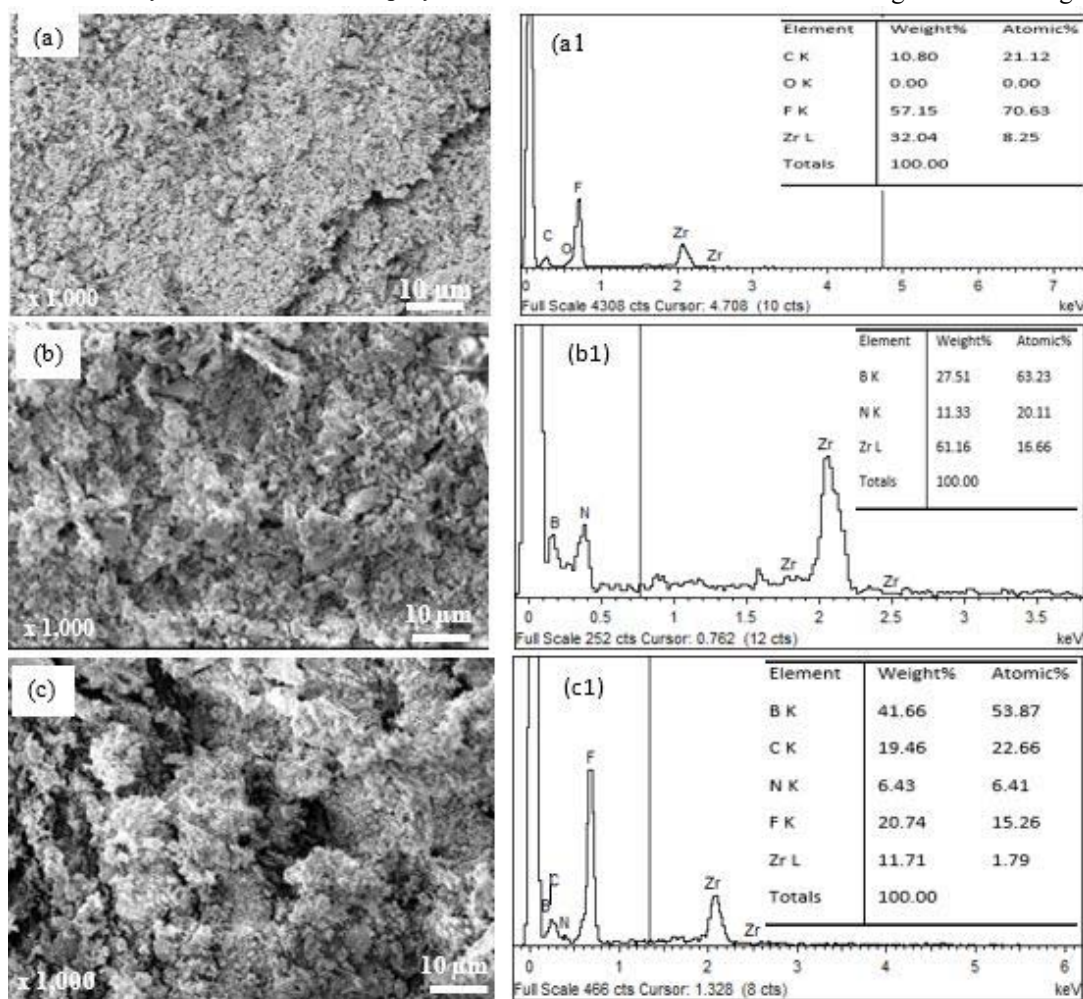 (a)
x 1,000
10 µm
(a1
Element Weight% Atomic%
C K 10.80 21.12
O K 0.00 0.00
F K 57.15 70.63
Zr L 32.04 8.25
Totals 100.00
C
O
F
Zr
Zr
0 1 2 3 4 5 6 7
Full Scale 4308 cts Cursor: 4.708 (10 cts) keV
(b)
x 1,000
10 µm
(b1)
Element Weight% Atomic%
B K 27.51 63.23
N K 11.33 20.11
Zr L 61.16 16.66
Totals 100.00
B
N
Zr
Zr
Zr
0 0.5 1 1.5 2 2.5 3 3.5
Full Scale 252 cts Cursor: 0.762 (12 cts) keV
(c)
x 1,000
10 µm
(c1)
Element Weight% Atomic%
B K 41.66 53.87
C K 19.46 22.66
N K 6.43 6.41
F K 20.74 15.26
Zr L 11.71 1.79
Totals 100.00
C
B
N
F
Zr
Zr
0 1 2 3 4 5 6
Full Scale 466 cts Cursor: 1.328 (8 cts) keV